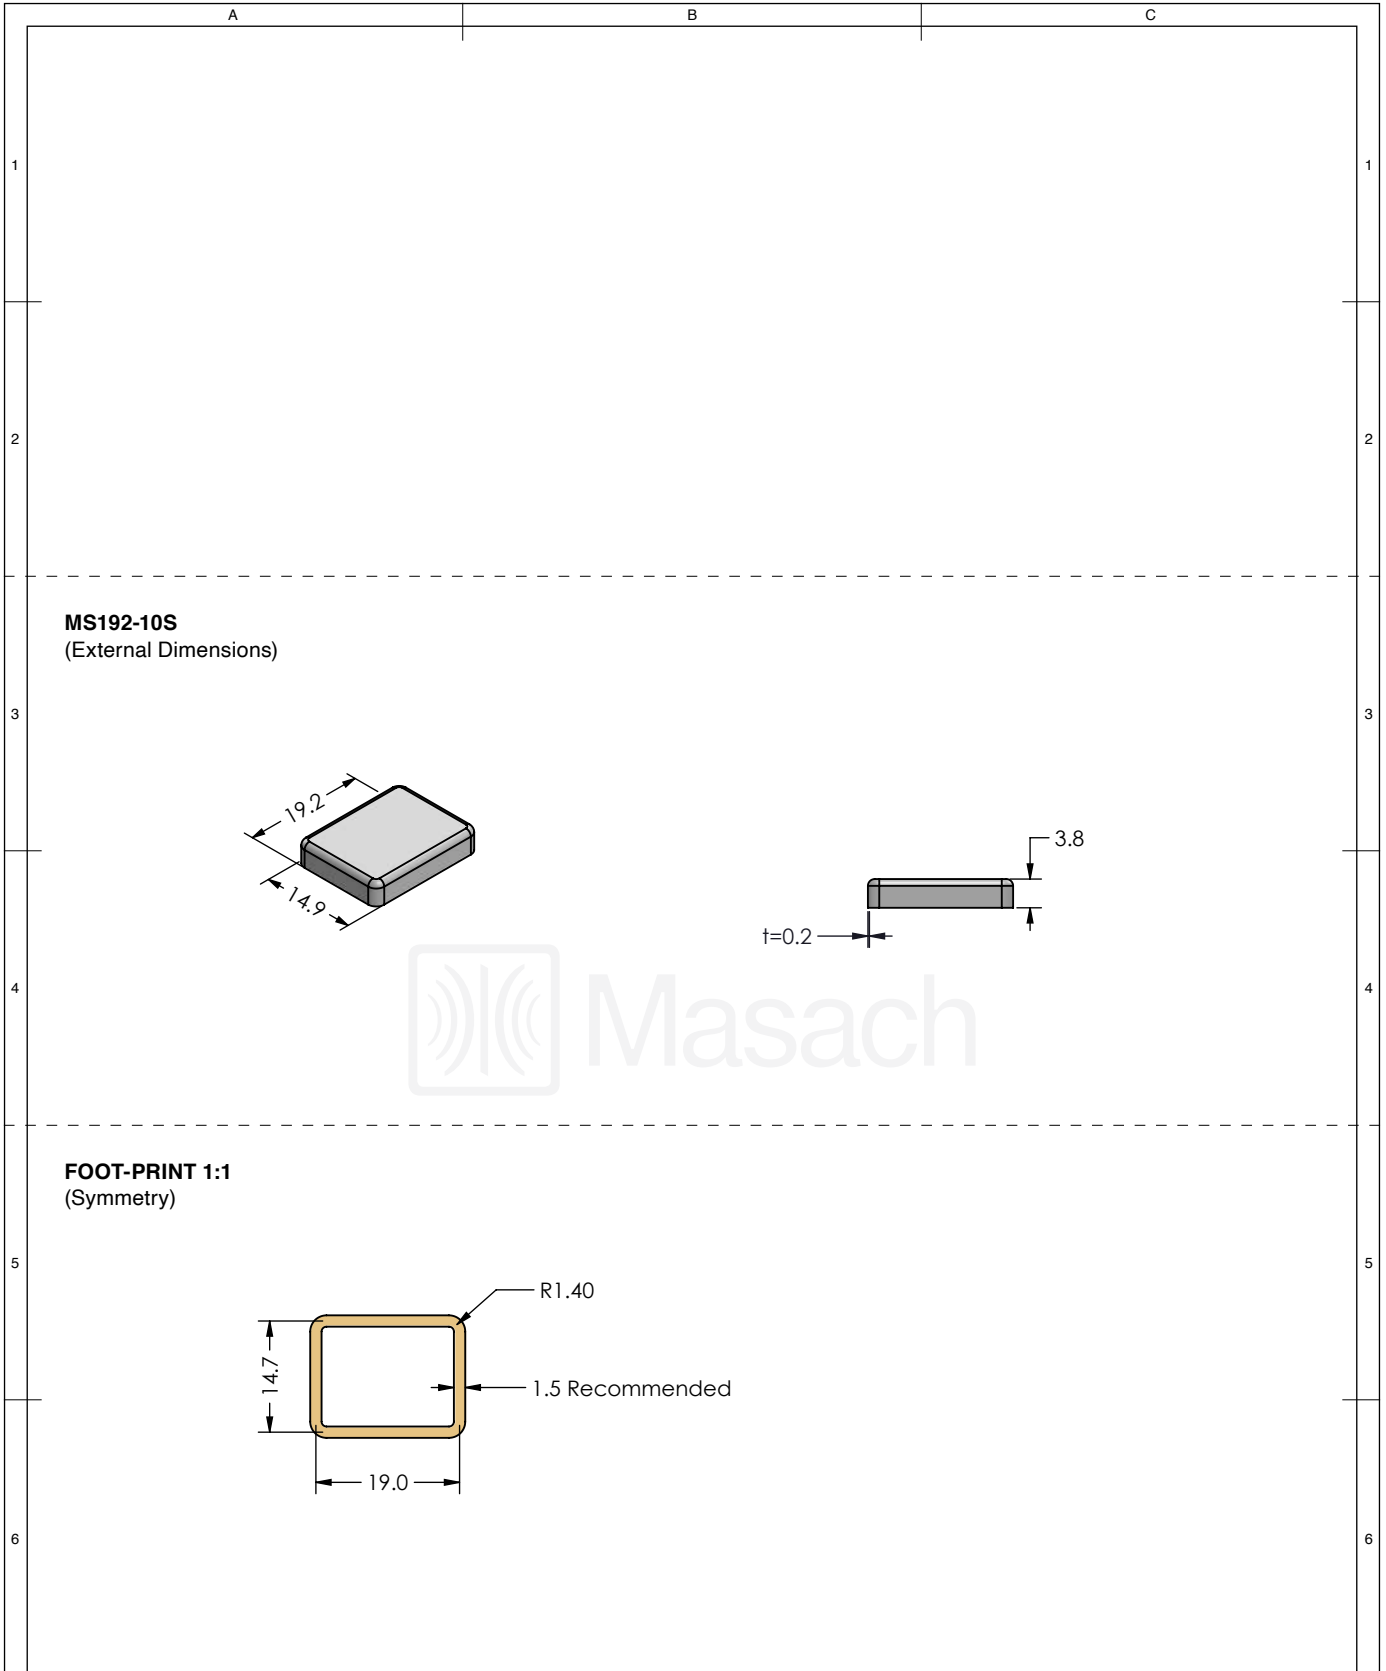 A B C
1 1
2 2
MS192-10S
(External Dimensions)
3 3
19.2
14.9
3.8
t=0.2
4 4
Masach
FOOT-PRINT 1:1
(Symmetry)
5 5
R1.40
14.7
1.5 Recommended
19.0
6 6